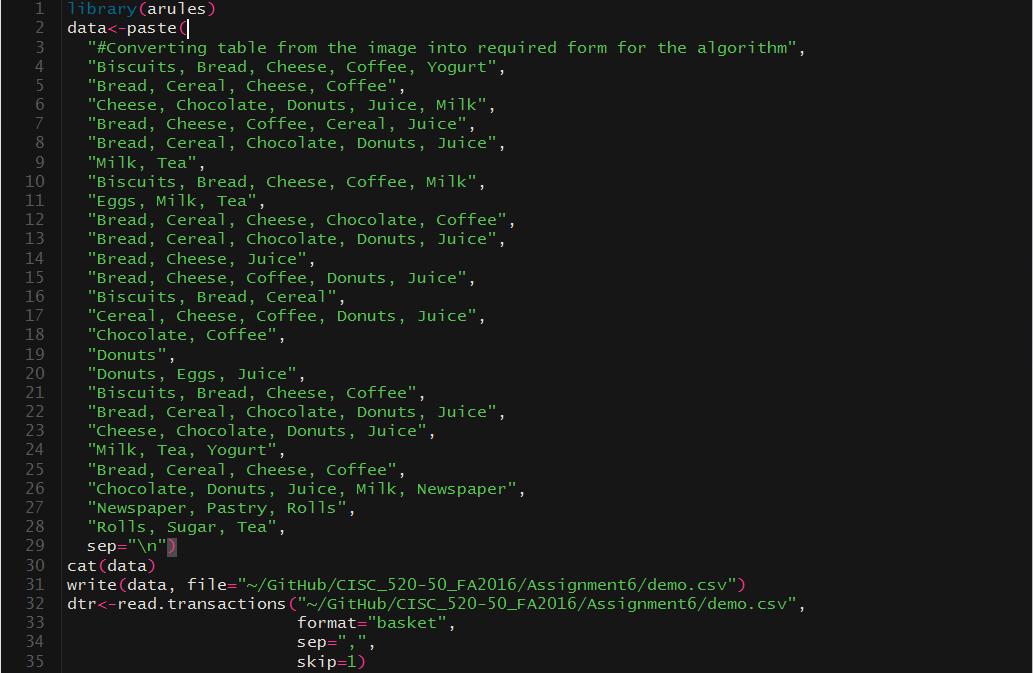 1 library(arules)
2 data<-paste(
3 "#Converting table from the image into required form for the algorithm",
4 "Biscuits, Bread, Cheese, Coffee, Yogurt",
5 "Bread, Cereal, Cheese, Coffee",
6 "Cheese, Chocolate, Donuts, Juice, Milk",
7 "Bread, Cheese, Coffee, Cereal, Juice",
8 "Bread, Cereal, Chocolate, Donuts, Juice",
9 "Milk, Tea",
10 "Biscuits, Bread, Cheese, Coffee, Milk",
11 "Eggs, Milk, Tea",
12 "Bread, Cereal, Cheese, Chocolate, Coffee",
13 "Bread, Cereal, Chocolate, Donuts, Juice",
14 "Bread, Cheese, Juice",
15 "Bread, Cheese, Coffee, Donuts, Juice",
16 "Biscuits, Bread, Cereal",
17 "Cereal, Cheese, Coffee, Donuts, Juice",
18 "Chocolate, Coffee",
19 "Donuts",
20 "Donuts, Eggs, Juice",
21 "Biscuits, Bread, Cheese, Coffee",
22 "Bread, Cereal, Chocolate, Donuts, Juice",
23 "Cheese, Chocolate, Donuts, Juice",
24 "Milk, Tea, Yogurt",
25 "Bread, Cereal, Cheese, Coffee",
26 "Chocolate, Donuts, Juice, Milk, Newspaper",
27 "Newspaper, Pastry, Rolls",
28 "Rolls, Sugar, Tea",
29 sep="\n")
30 cat(data)
31 write(data, file="~/GitHub/CISC_520-50_FA2016/Assignment6/demo.csv")
32 dtr<-read.transactions("~/GitHub/CISC_520-50_FA2016/Assignment6/demo.csv",
33 format="basket",
34 sep=",",
35 skip=1)